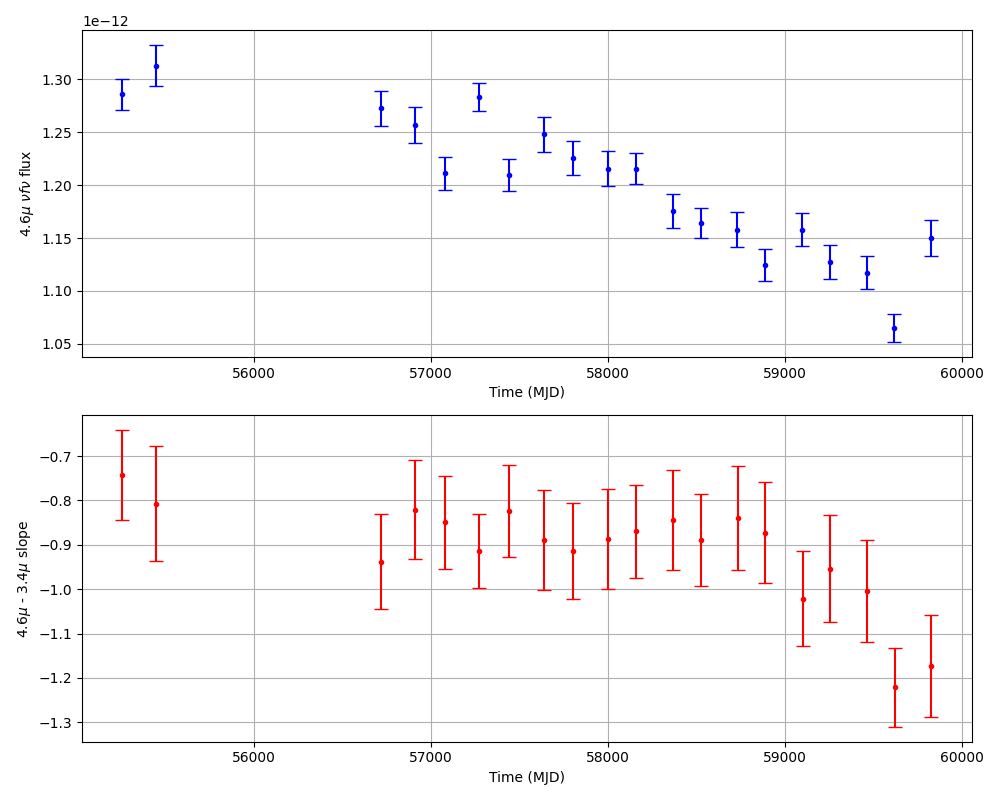 1e−12
1.30
1.25
1.20
1.15
1.10
1.05
4.6μ νfν flux
56000 57000 58000 59000 60000
Time (MJD)
−0.7
−0.8
−0.9
−1.0
−1.1
−1.2
−1.3
4.6μ - 3.4μ slope
56000 57000 58000 59000 60000
Time (MJD)